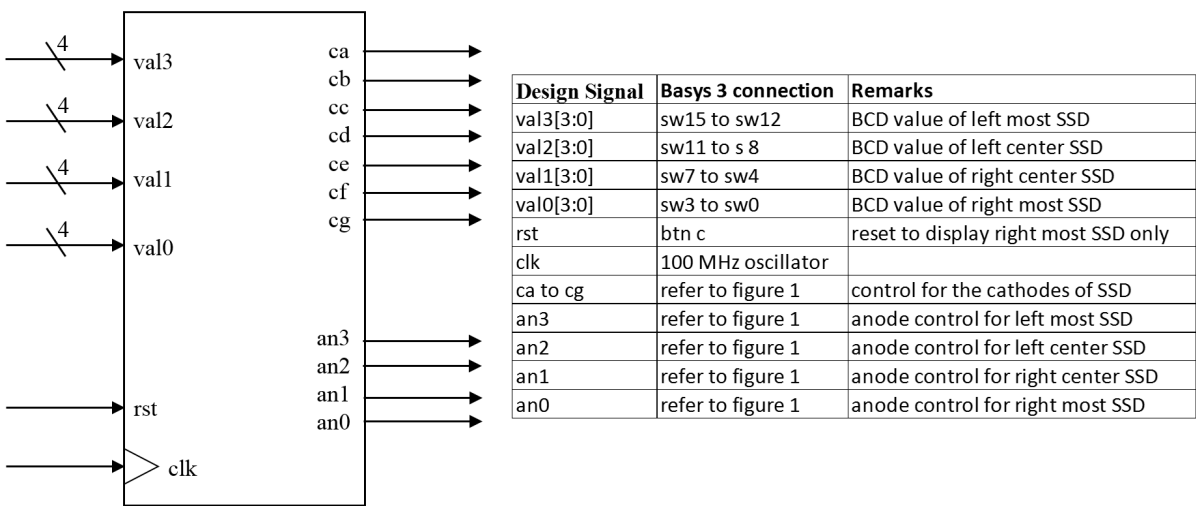 4
val3
4
val2
4
val1
4
val0
rst
clk
ca
cb
cc
cd
ce
cf
cg
an3
an2
an1
an0
Design Signal Basys 3 connection Remarks
val3[3:0] sw15 to sw12 BCD value of left most SSD
val2[3:0] sw11 to s 8 BCD value of left center SSD
val1[3:0] sw7 to sw4 BCD value of right center SSD
val0[3:0] sw3 to sw0 BCD value of right most SSD
rst btn c reset to display right most SSD only
clk 100 MHz oscillator
ca to cg refer to figure 1 control for the cathodes of SSD
an3 refer to figure 1 anode control for left most SSD
an2 refer to figure 1 anode control for left center SSD
an1 refer to figure 1 anode control for right center SSD
an0 refer to figure 1 anode control for right most SSD